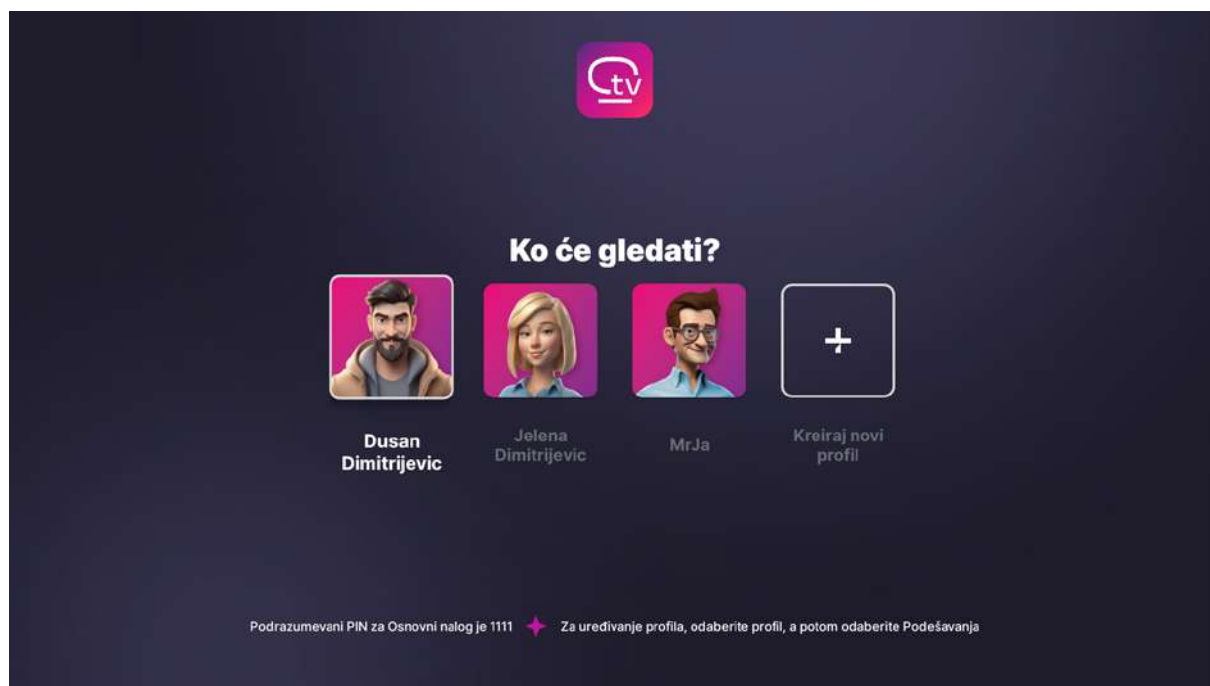 tv
Ko će gledati?
Dusan
Dimitrijevic
Jelena
Dimitrijevic
MrJa
Kreiraj novi
profil
Podrazumevani PIN za Osnovni nalog je 1111
Za uređivanje profila, odaberite profil, a potom odaberite Podešavanja